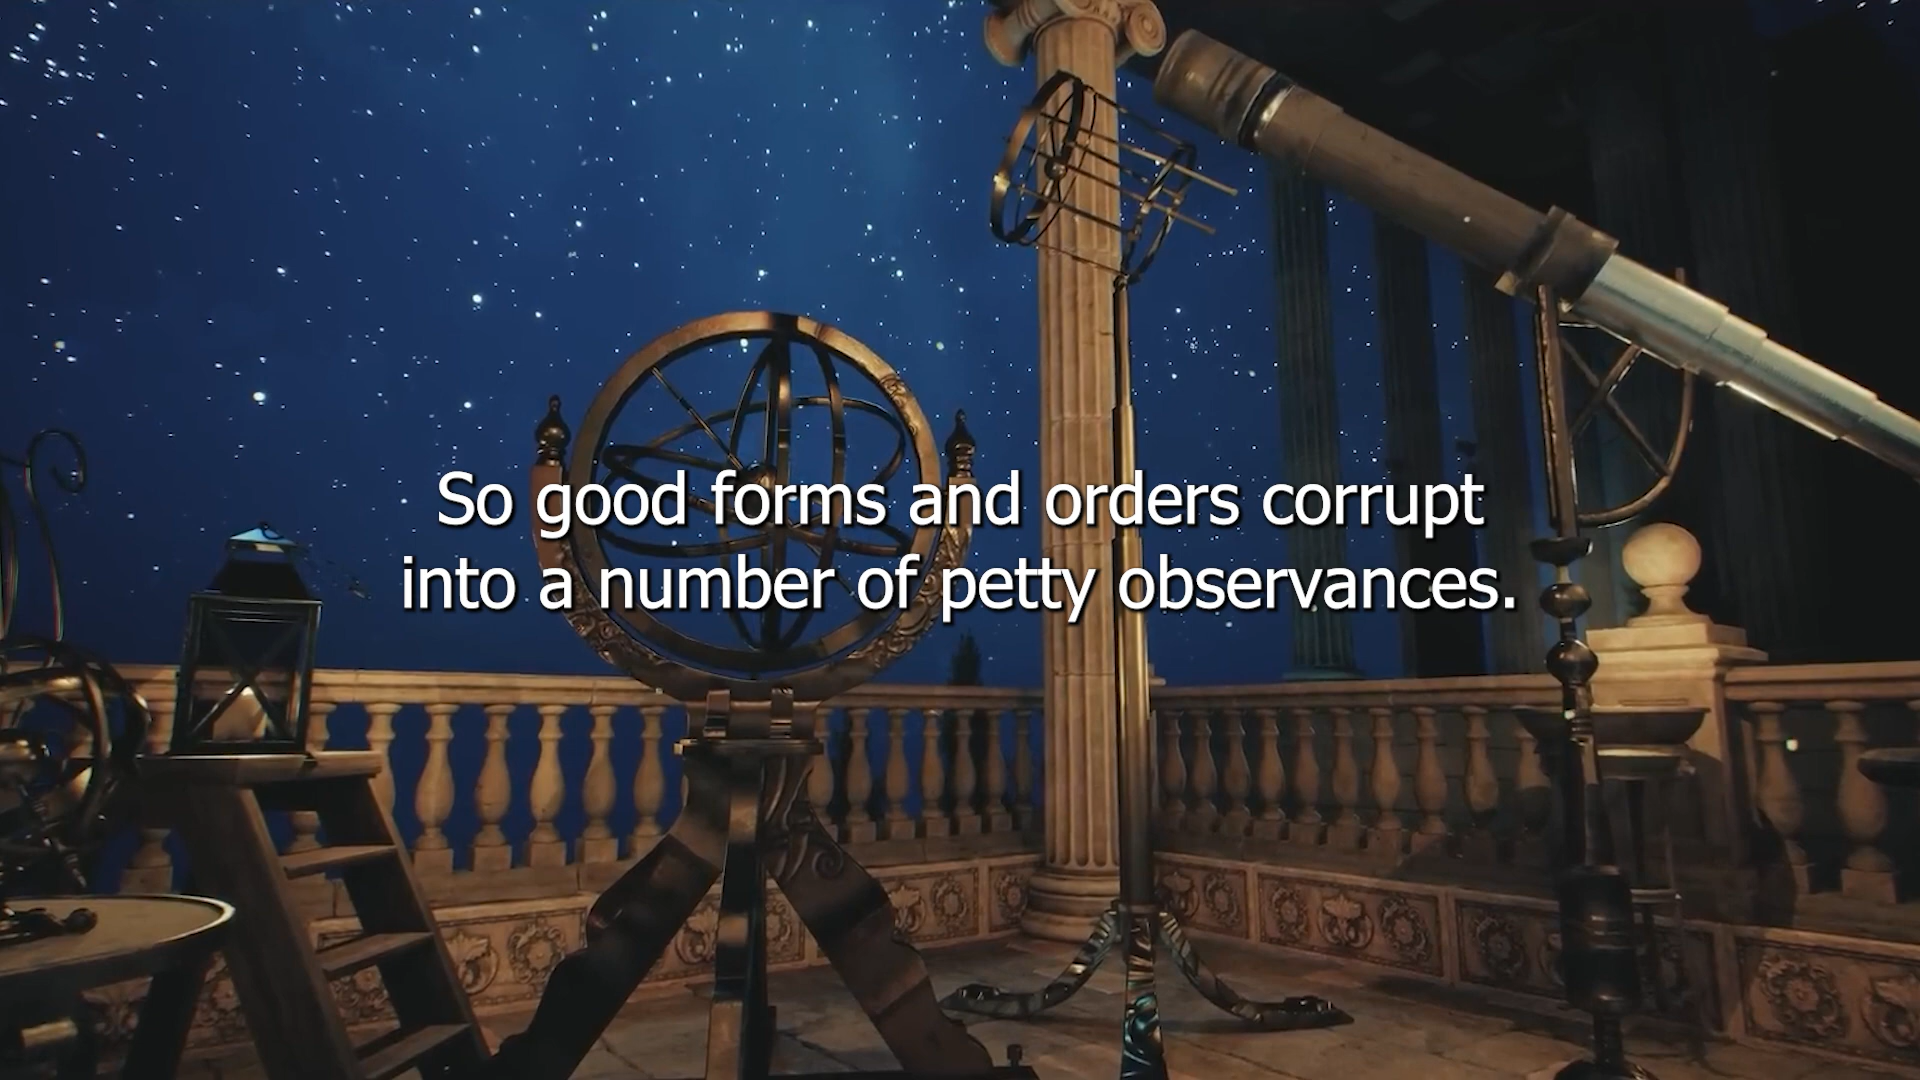 So good forms and orders corrupt
into a number of petty observances.